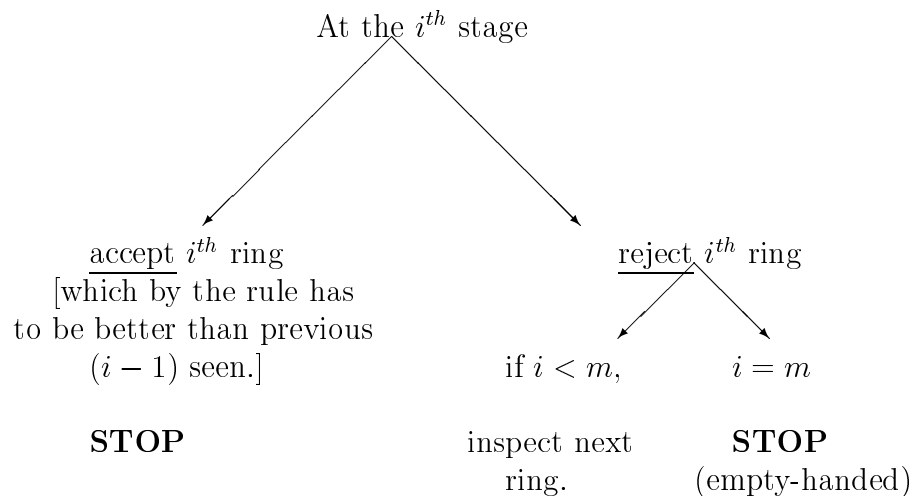 At the i^{th} stage
accept i^{th} ring
[which by the rule has
to be better than previous
(i − 1) seen.]
STOP
reject i^{th} ring
if i < m,
inspect next
ring.
i = m
STOP
(empty-handed)